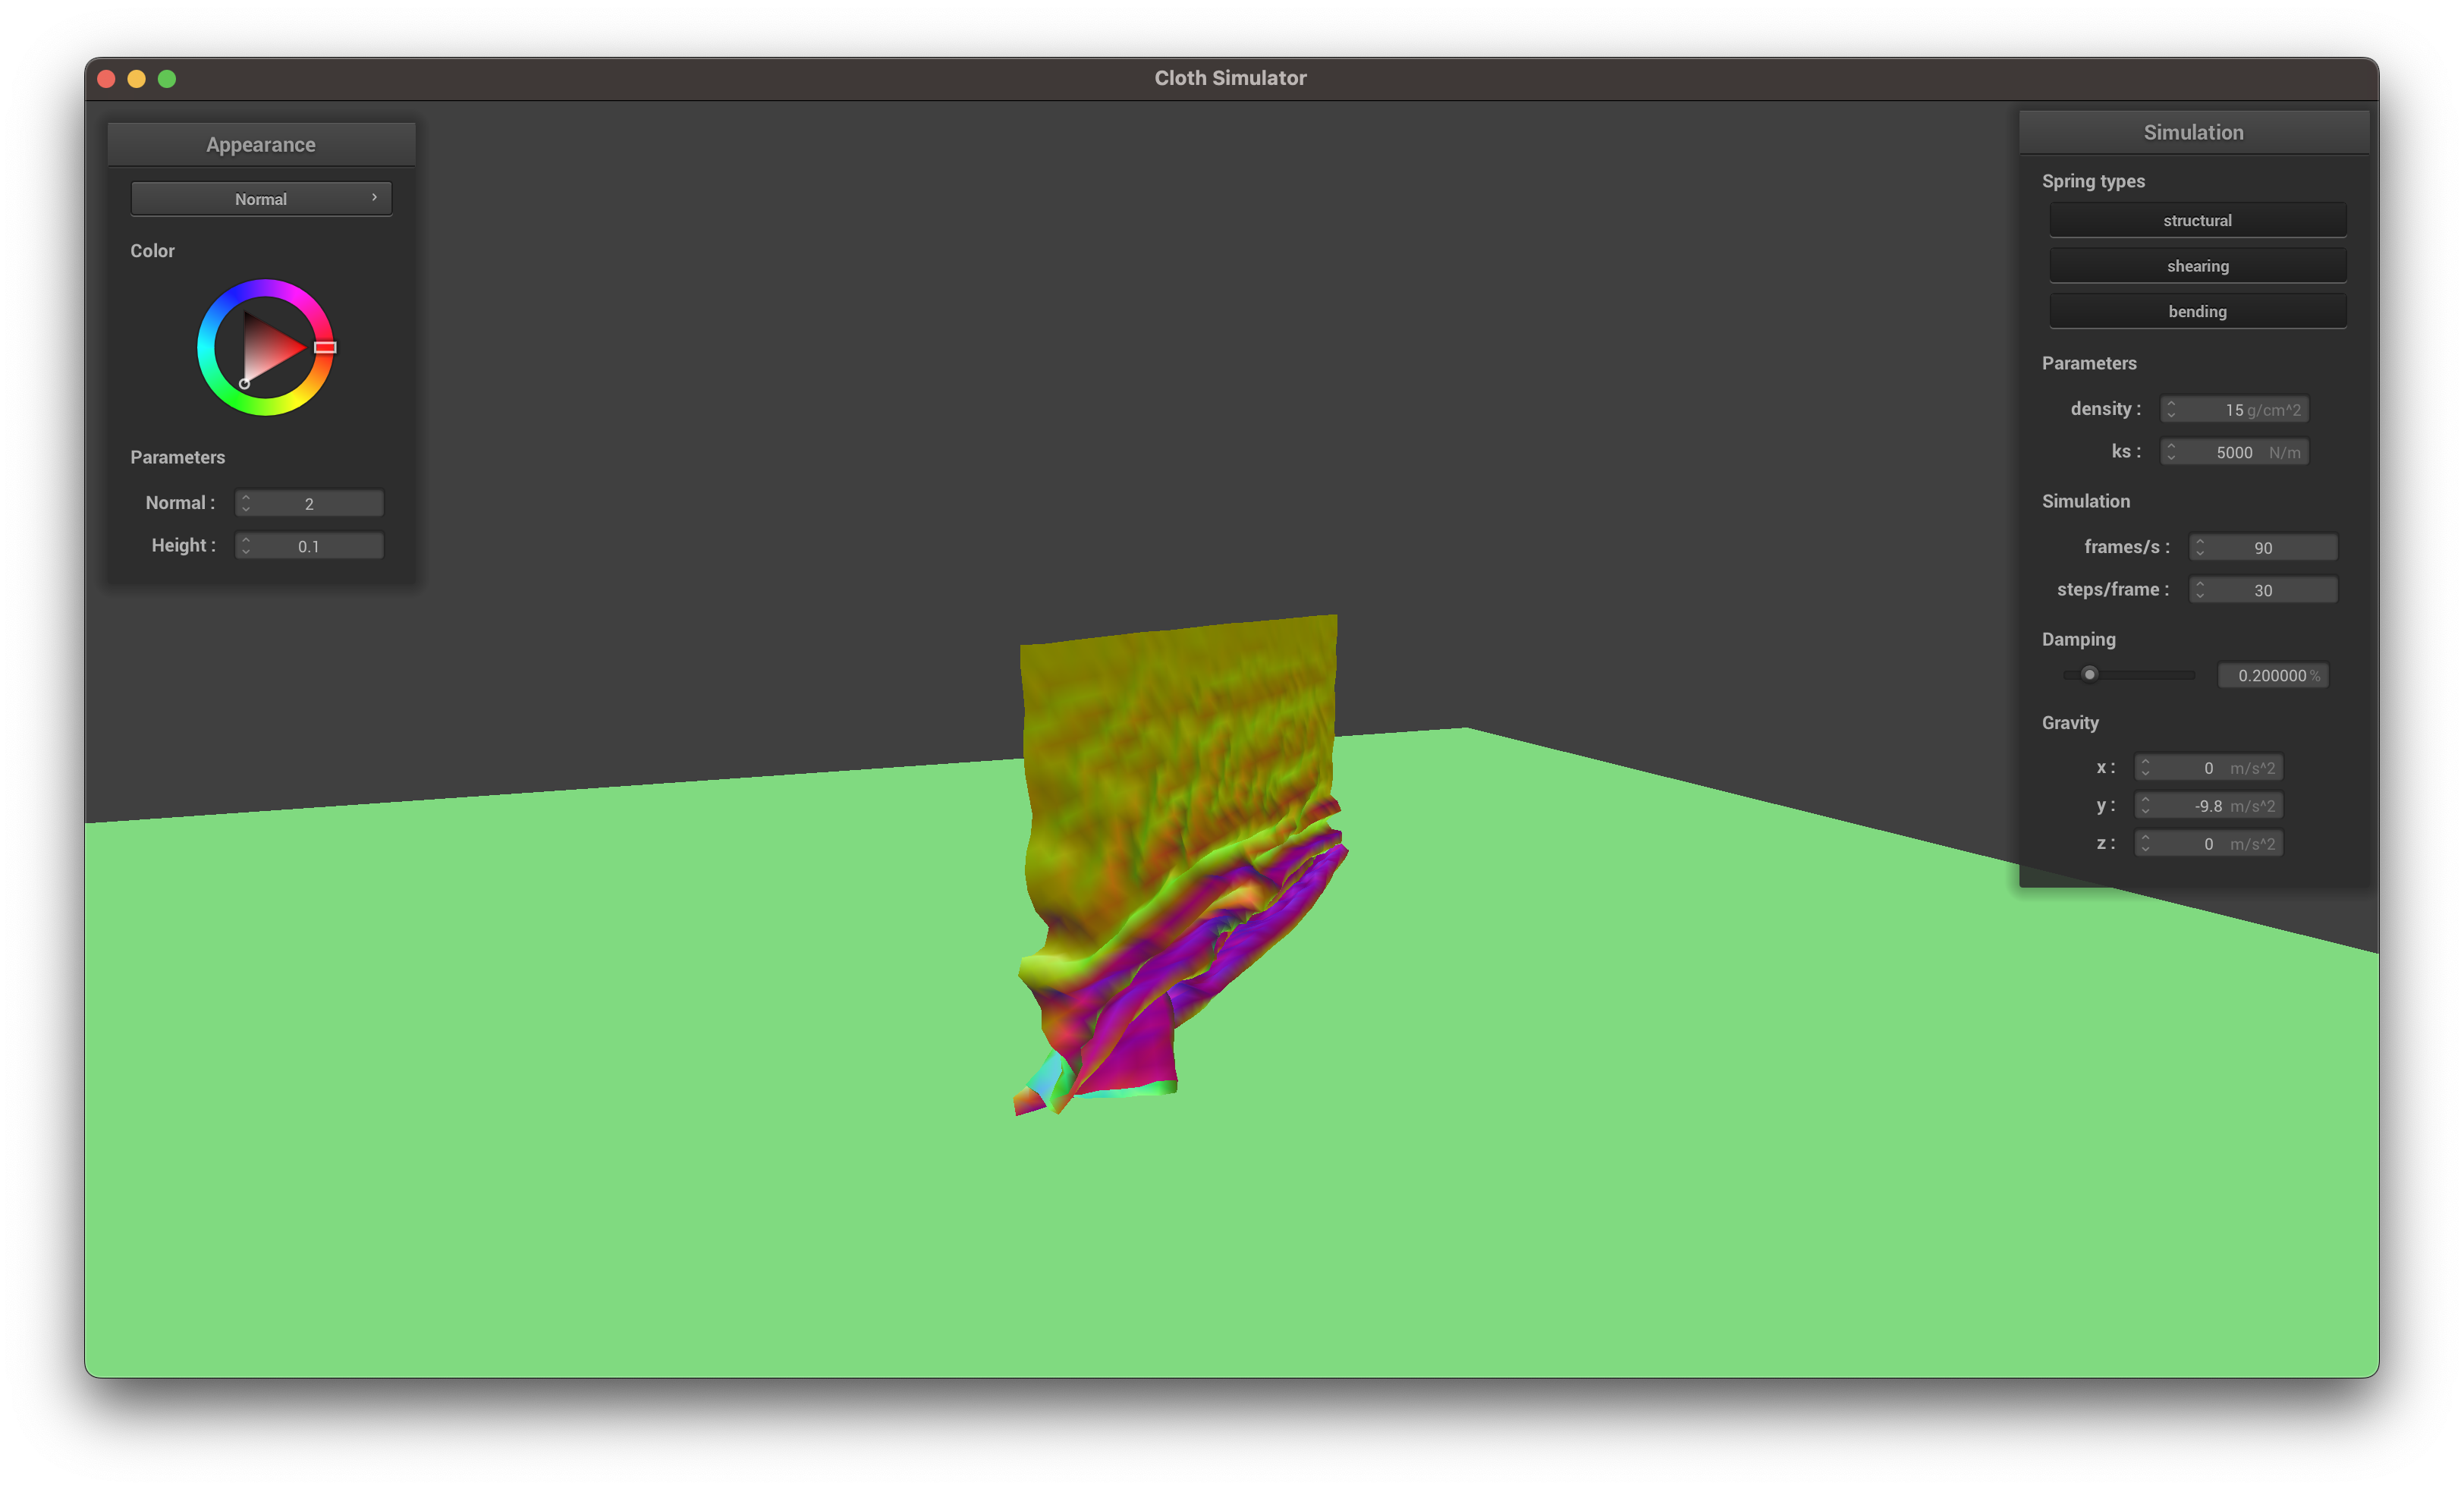 Cloth Simulator
Appearance
Normal
Color
Parameters
Normal : 2
Height : 0.1
Simulation
Spring types
structural
shearing
bending
Parameters
density : 15 g/cm^2
ks : 5000 N/m
Simulation
frames/s : 90
steps/frame : 30
Damping
0.200000 %
Gravity
x : 0 m/s^2
y : -9.8 m/s^2
z : 0 m/s^2